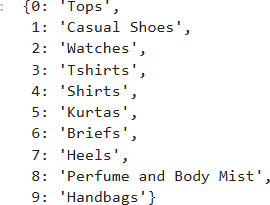 : {0: 'Tops',
1: 'Casual Shoes',
2: 'Watches',
3: 'Tshirts',
4: 'Shirts',
5: 'Kurtas',
6: 'Briefs',
7: 'Heels',
8: 'Perfume and Body Mist',
9: 'Handbags'}